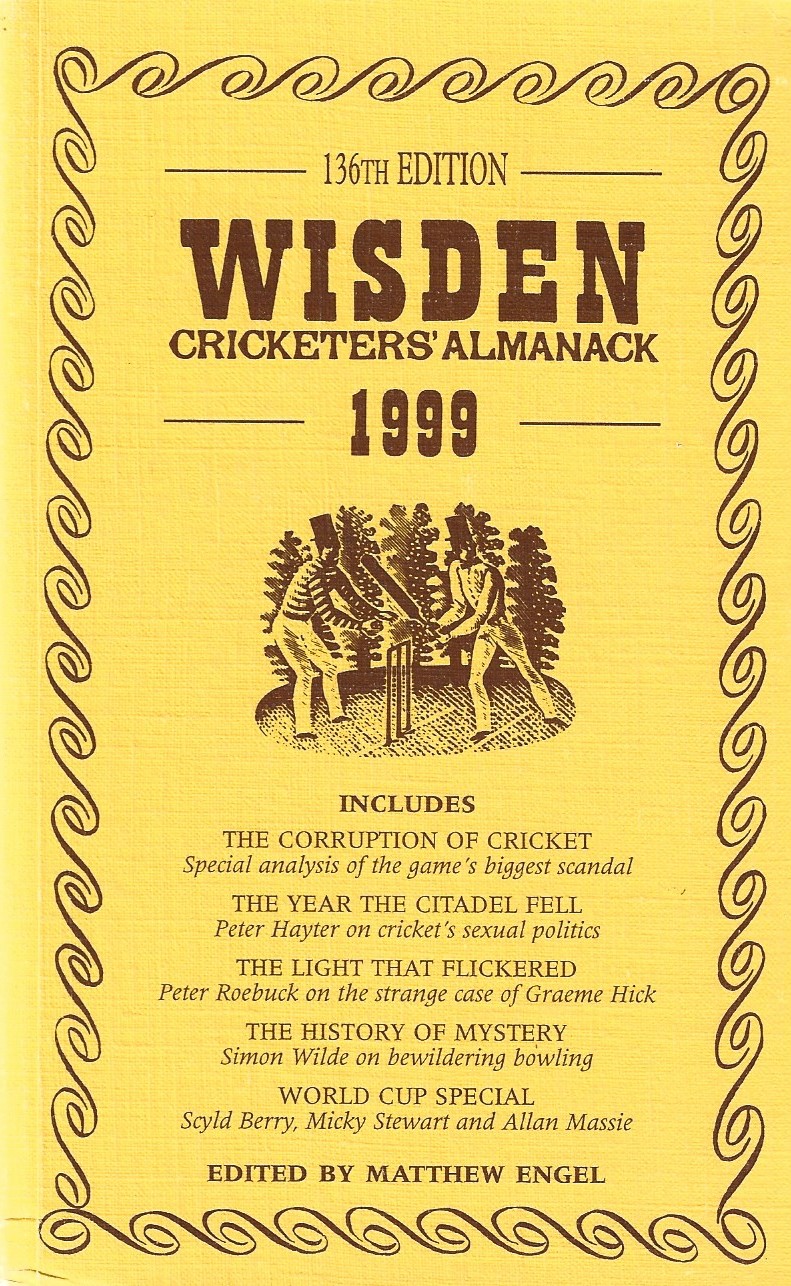 136TH EDITION
WISDEN
CRICKETERS' ALMANACK
1999
INCLUDES
THE CORRUPTION OF CRICKET
Special analysis of the game's biggest scandal
THE YEAR THE CITADEL FELL
Peter Hayter on cricket's sexual politics
THE LIGHT THAT FLICKERED
Peter Roebuck on the strange case of Graeme Hick
THE HISTORY OF MYSTERY
Simon Wilde on bewildering bowling
WORLD CUP SPECIAL
Scyld Berry, Micky Stewart and Allan Massie
EDITED BY MATTHEW ENGEL